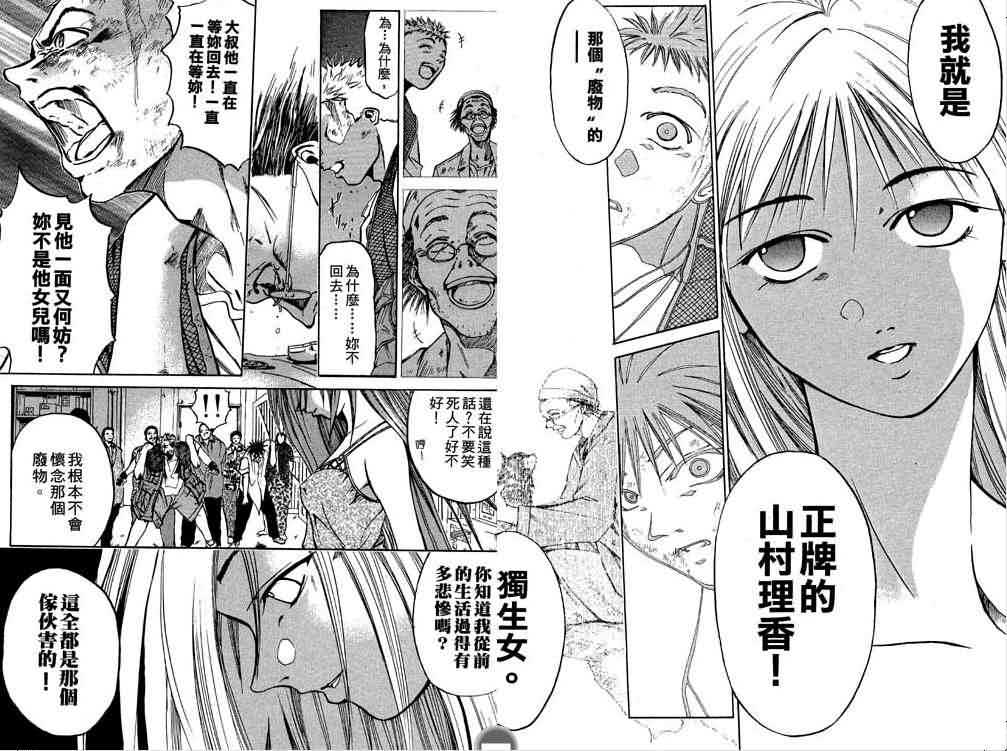 我就是
那個"廢物"的
——
正牌的
山村理香！
獨生女。
為…為什麼。
為什麼……妳不
回去……
大叔他一直在
等妳回去！一
直在等妳！
見他一面又何妨？
妳不是他女兒嗎！
還在說這種
話？不要笑
死人了好不
好！
哼…
!!
我根本不會
懷念那個
廢物。
你知道我從前
的生活過得有
多悲慘嗎？
這全都是那個
傢伙害的！